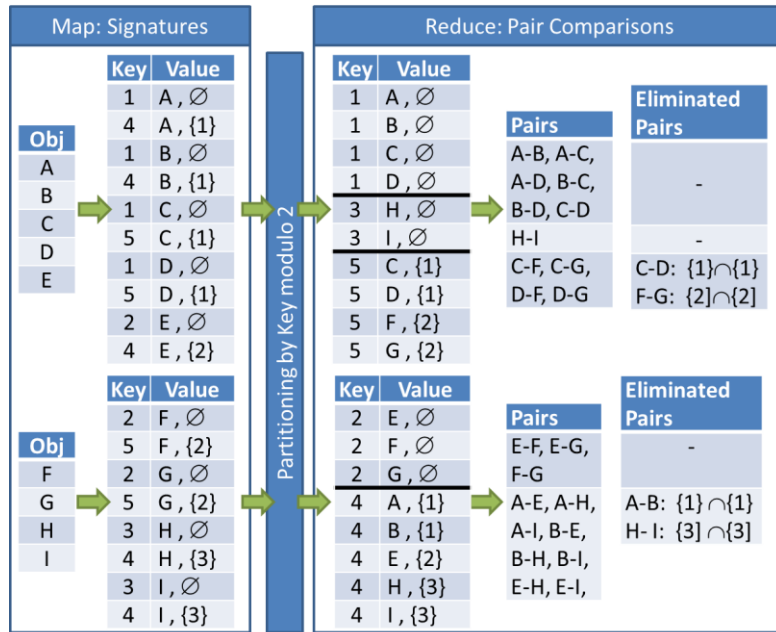 Map: Signatures
Reduce: Pair Comparisons
Obj
A
B
C
D
E
Key Value
1 A , ∅
4 A , {1}
1 B , ∅
4 B , {1}
1 C , ∅
5 C , {1}
1 D , ∅
5 D , {1}
2 E , ∅
4 E , {2}
Obj
F
G
H
I
Key Value
2 F , ∅
5 F , {2}
2 G , ∅
5 G , {2}
3 H , ∅
4 H , {3}
3 I , ∅
4 I , {3}
Partitioning by Key modulo 2
Key Value
1 A , ∅
1 B , ∅
1 C , ∅
1 D , ∅
3 H , ∅
3 I , ∅
5 C , {1}
5 D , {1}
5 F , {2}
5 G , {2}
Pairs
A-B, A-C,
A-D, B-C,
B-D, C-D
H-I
C-F, C-G,
D-F, D-G
Eliminated
Pairs
-
-
C-D: {1}∩{1}
F-G: {2]∩{2]
Key Value
2 E , ∅
2 F , ∅
2 G , ∅
4 A , {1}
4 B , {1}
4 E , {2}
4 H , {3}
4 I , {3}
Pairs
E-F, E-G,
F-G
A-E, A-H,
A-I, B-E,
B-H, B-I,
E-H, E-I,
Eliminated
Pairs
-
A-B: {1} ∩{1}
H- I: {3] ∩{3]